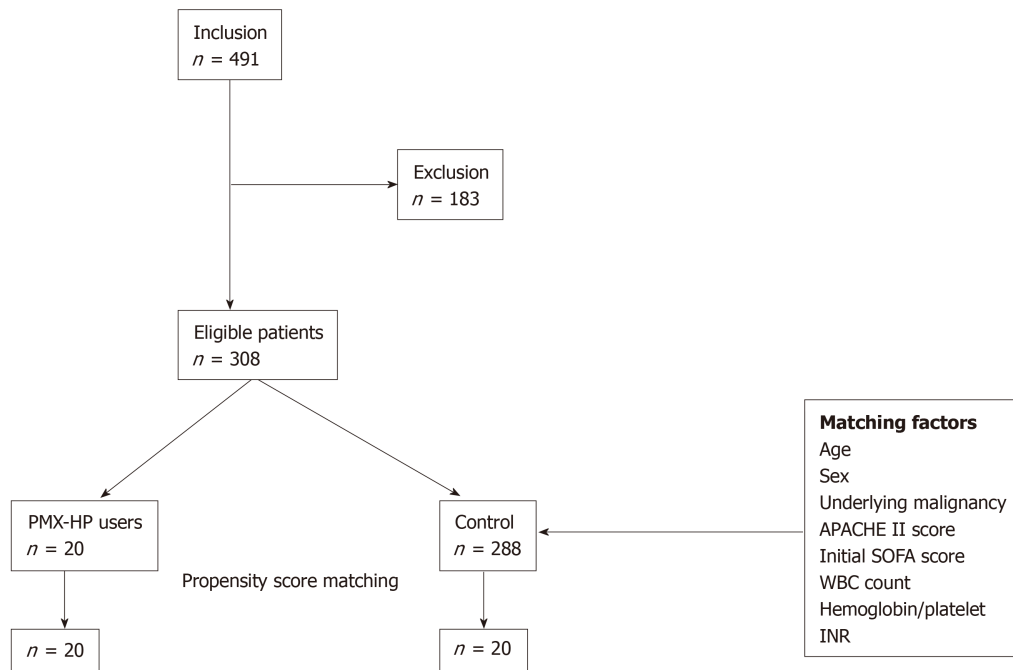 Inclusion
n = 491
Exclusion
n = 183
Eligible patients
n = 308
PMX-HP users
n = 20
Control
n = 288
Matching factors
Age
Sex
Underlying malignancy
APACHE II score
Initial SOFA score
WBC count
Hemoglobin/platelet
INR
Propensity score matching
n = 20
n = 20